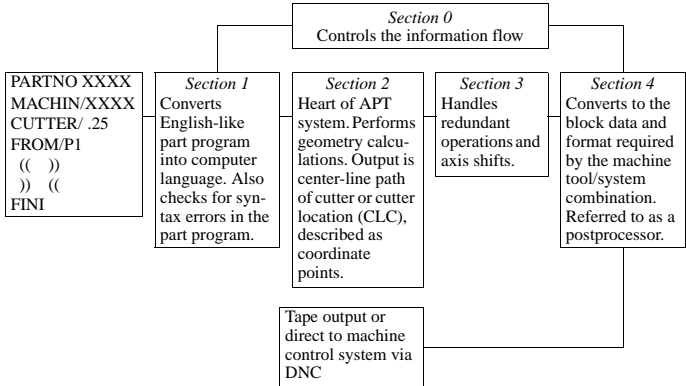 Section 0
Controls the information flow
PARTNO XXXX
MACHIN/XXXX
CUTTER/ .25
FROM/P1
(( ))
)) ((
FINI
Section 1
Converts
English-like
part program
into computer
language. Also
checks for syn-
tax errors in the
part program.
Section 2
Heart of APT
system. Performs
geometry calcu-
lations. Output is
center-line path
of cutter or cutter
location (CLC),
described as
coordinate
points.
Section 3
Handles
redundant
operations and
axis shifts.
Section 4
Converts to the
block data and
format required
by the machine
tool/system
combination.
Referred to as a
postprocessor.
Tape output or
direct to machine
control system via
DNC